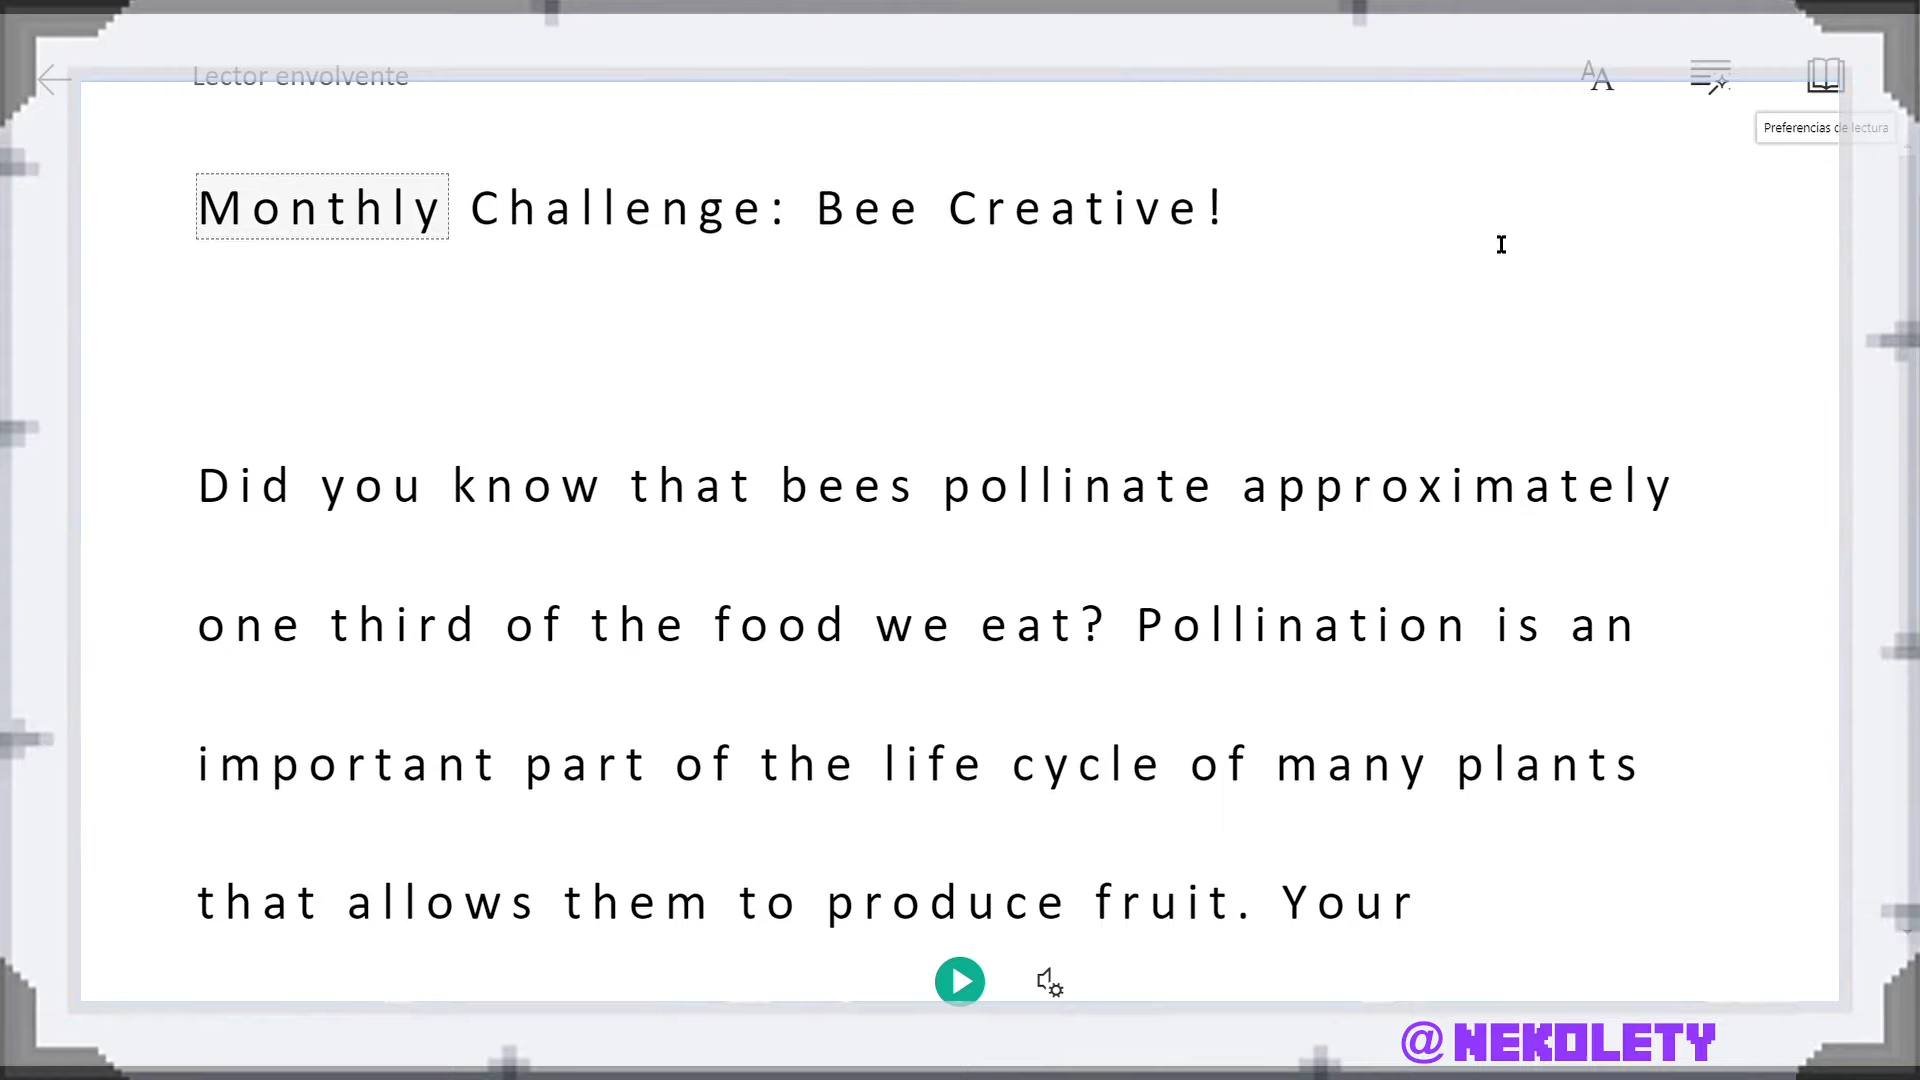 Lector envolvente
AA
Preferencias de lectura
Monthly Challenge: Bee Creative!
Did you know that bees pollinate approximately
one third of the food we eat? Pollination is an
important part of the life cycle of many plants
that allows them to produce fruit. Your
@NEKOLETY